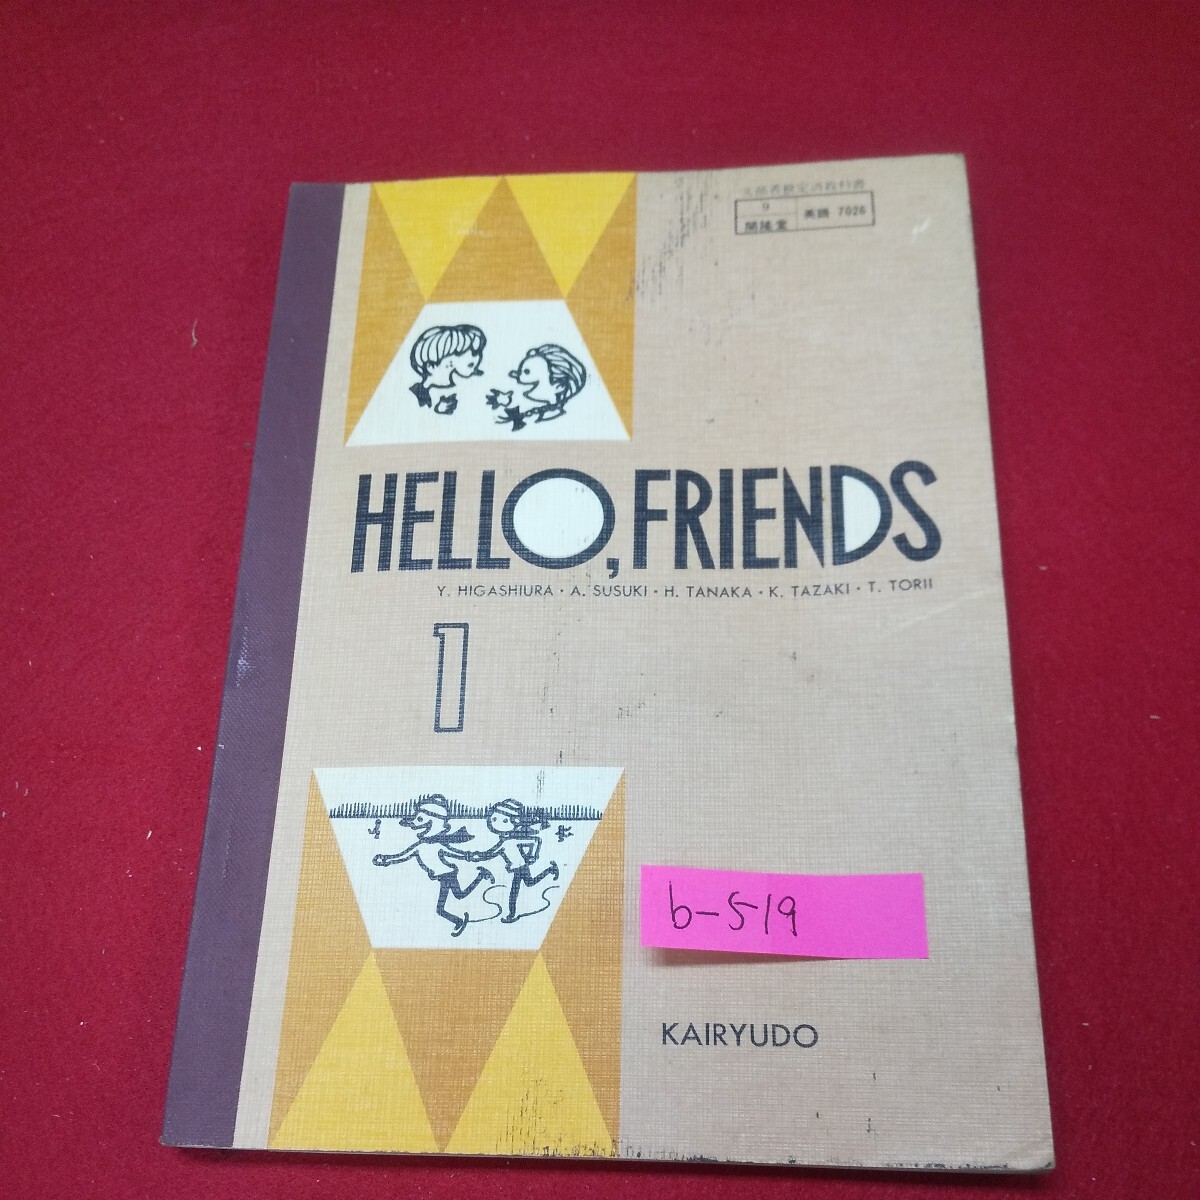 文部省検定済教科書
9
開隆堂
英語 7026
HELLO, FRIENDS
Y. HIGASHIURA · A. SUSUKI · H. TANAKA · K. TAZAKI · T. TORII
1
b-519
KAIRYUDO